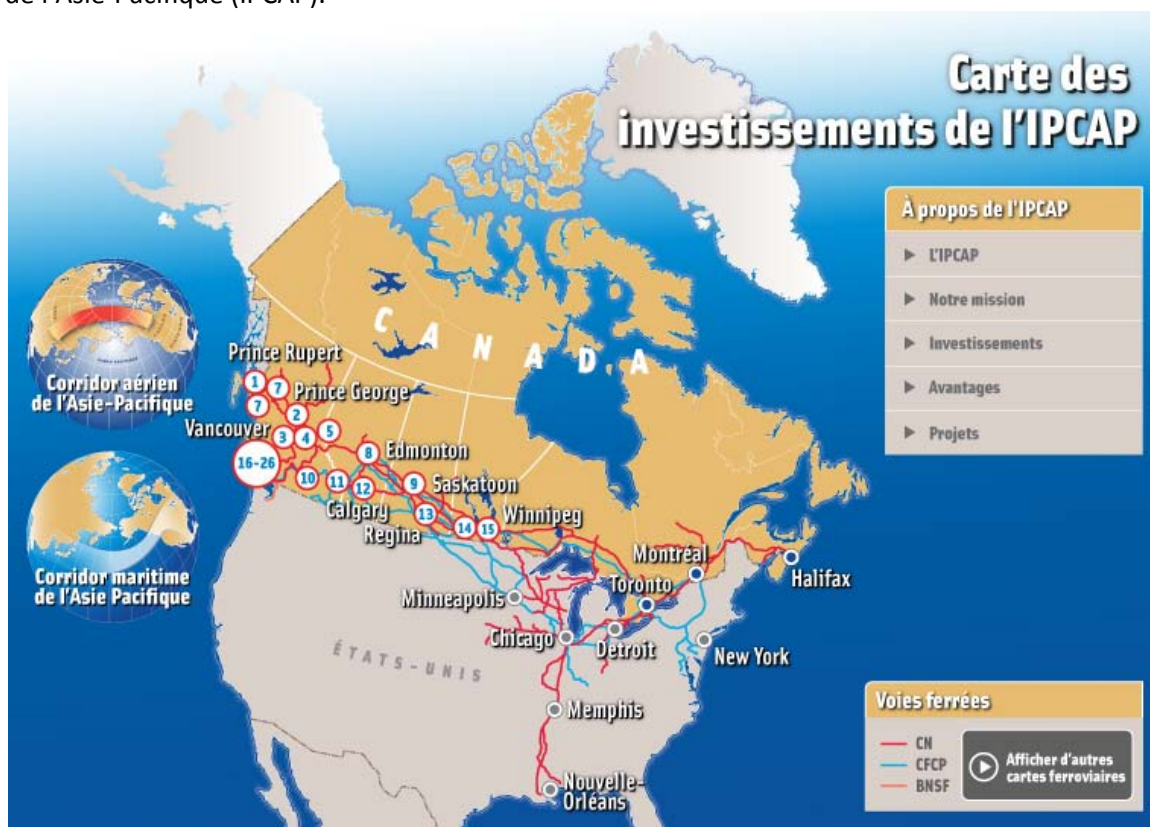 de l'Asie-Pacifique (IPCAP).
Carte des
investissements de l'IPCAP
À propos de l'IPCAP
L'IPCAP
Notre mission
Investissements
Avantages
Projets
CANADA
Corridor aérien
de l'Asie-Pacifique
Corridor maritime
de l'Asie Pacifique
Prince Rupert
1
7
Prince George
7
2
Vancouver
3
4
5
16-26
8
Edmonton
10
11
12
9
Saskatoon
Calgary
13
Regina
14
15
Winnipeg
Montréal
Toronto
Halifax
Minneapolis
Chicago
Détroit
New York
ÉTATS-UNIS
Memphis
Nouvelle-
Orléans
Voies ferrées
CN
CFCP
BNSF
Afficher d'autres
cartes ferroviaires